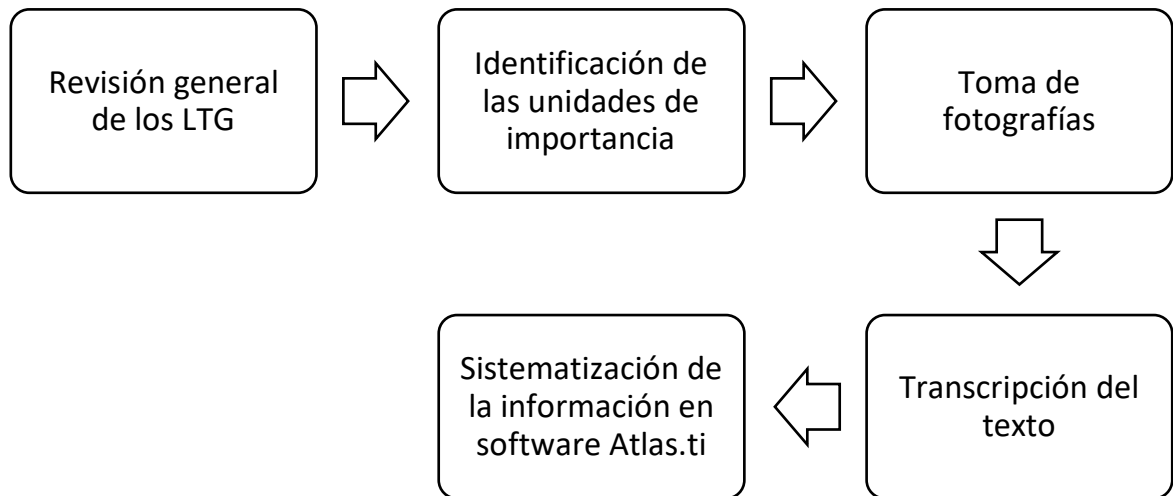 Revisión general
de los LTG
Identificación de
las unidades de
importancia
Toma de
fotografías
Transcripción del
texto
Sistematización de
la información en
software Atlas.ti